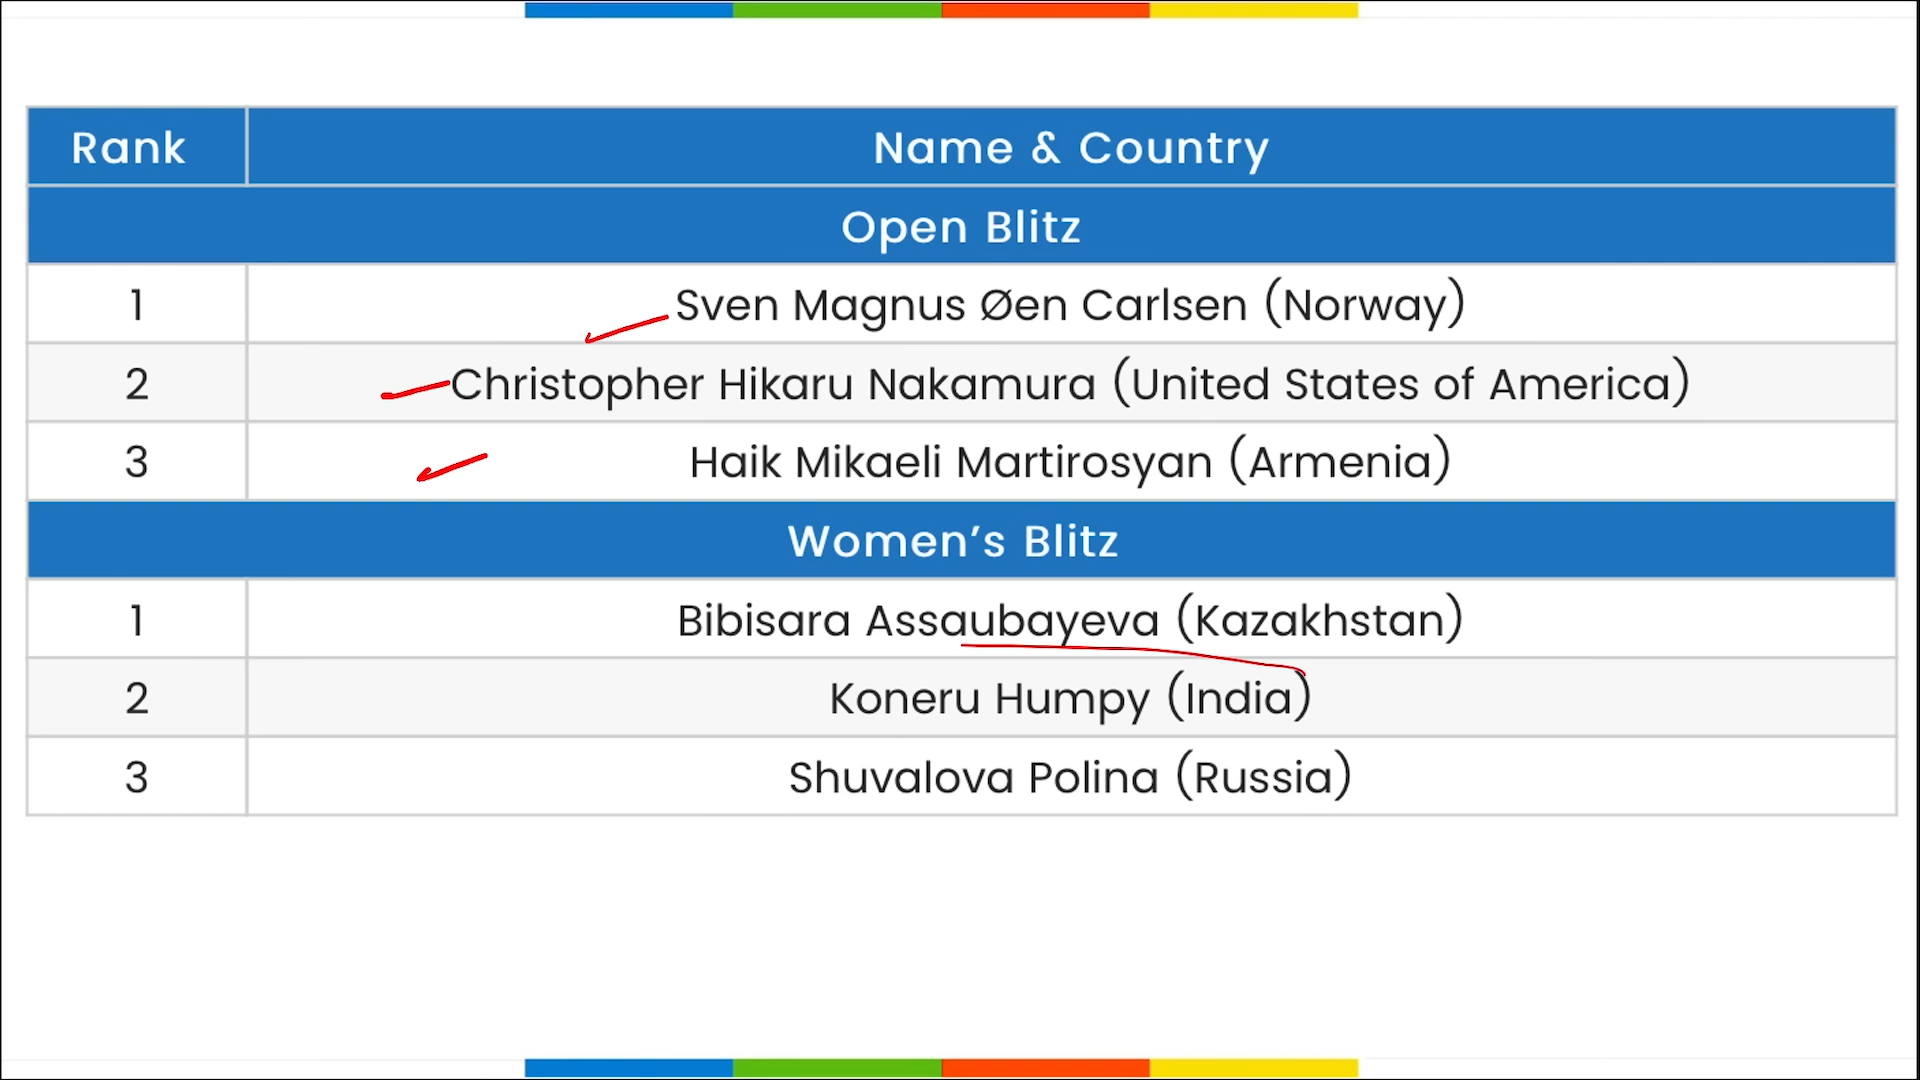 Rank Name & Country
Open Blitz
1 Sven Magnus Øen Carlsen (Norway)
2 Christopher Hikaru Nakamura (United States of America)
3 Haik Mikaeli Martirosyan (Armenia)
Women’s Blitz
1 Bibisara Assaubayeva (Kazakhstan)
2 Koneru Humpy (India)
3 Shuvalova Polina (Russia)